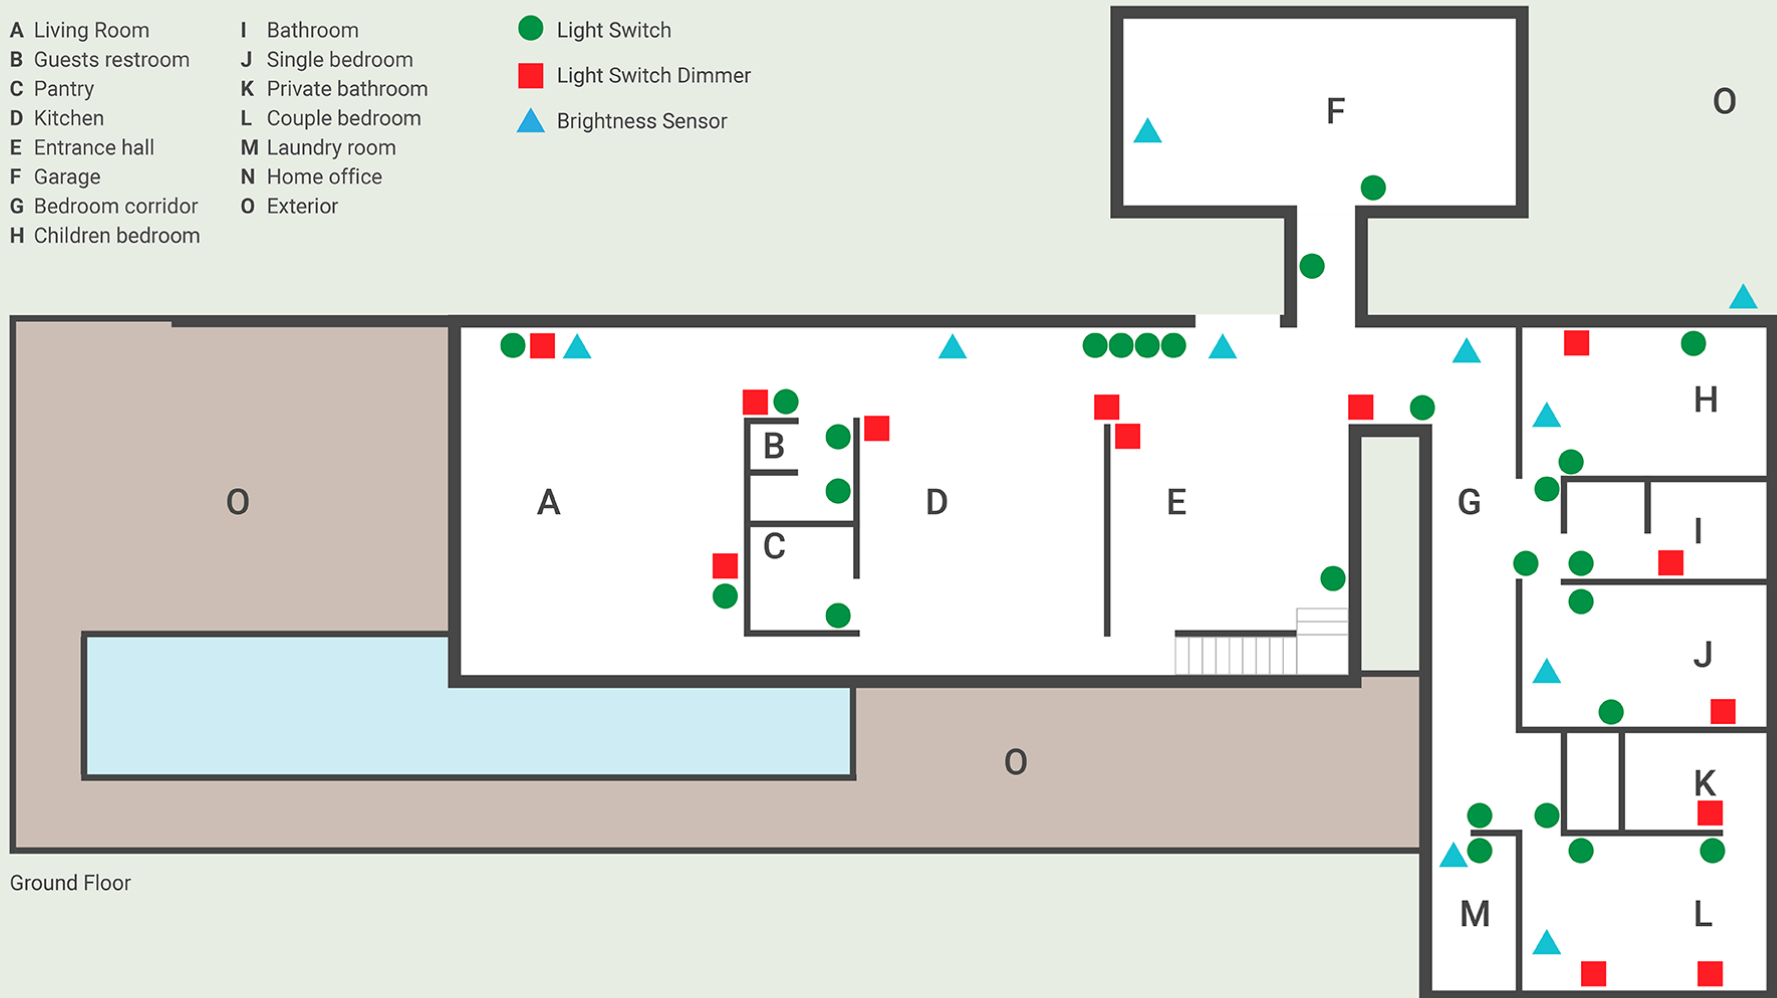 A Living Room
B Guests restroom
C Pantry
D Kitchen
E Entrance hall
F Garage
G Bedroom corridor
H Children bedroom
I Bathroom
J Single bedroom
K Private bathroom
L Couple bedroom
M Laundry room
N Home office
O Exterior
Light Switch
Light Switch Dimmer
Brightness Sensor
F
O
H
B
O
A
D
E
G
I
C
J
O
K
M
L
Ground Floor